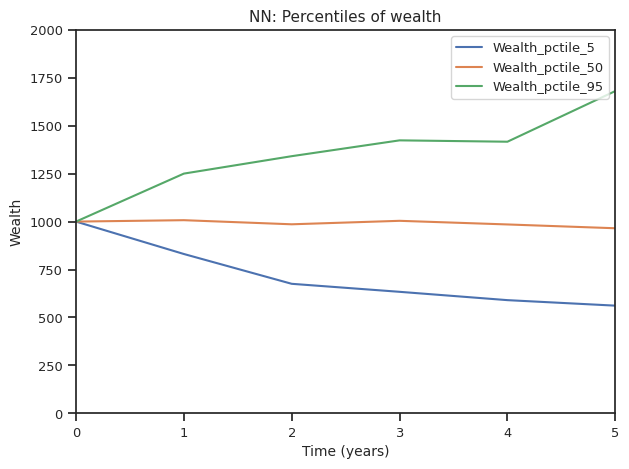 NN: Percentiles of wealth
Wealth_pctile_5
Wealth_pctile_50
Wealth_pctile_95
Wealth
2000
1750
1500
1250
1000
750
500
250
0
0 1 2 3 4 5
Time (years)